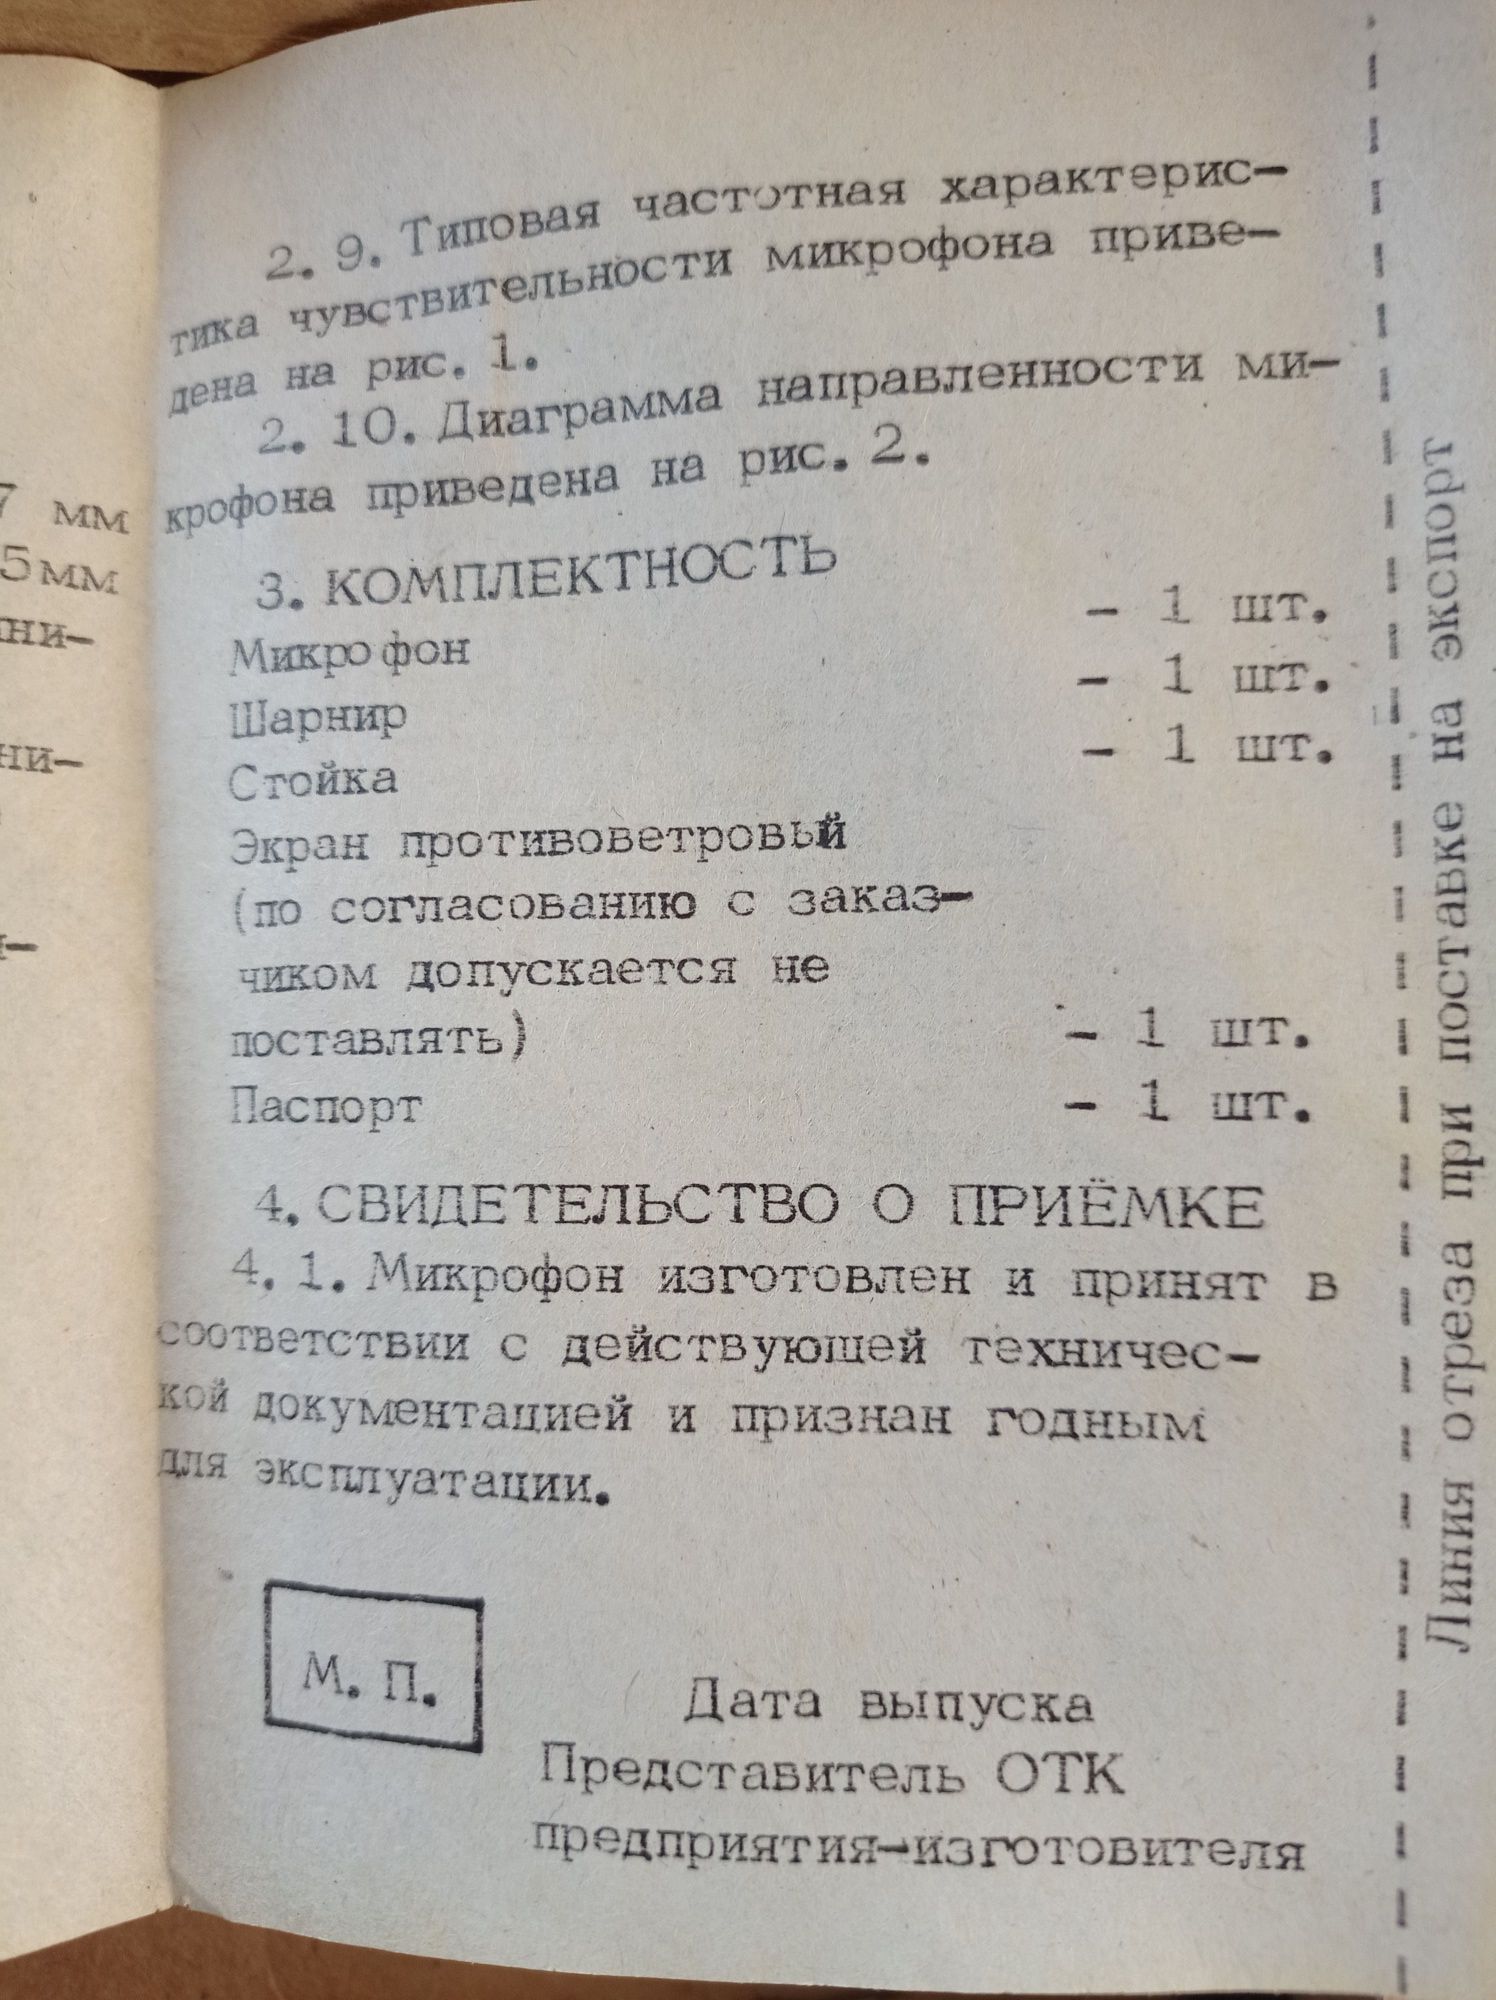 7 мм
5мм
ни-
ни-
2.9. Типовая частотная характерис-
тика чувствительности микрофона приве-
дена на рис. 1.
2.10. Диаграмма направленности ми-
крофона приведена на рис. 2.
3. КОМПЛЕКТНОСТЬ
Микрофон - 1 шт.
Шарнир - 1 шт.
Стойка - 1 шт.
Экран противоветровый
(по согласованию с заказ-
чиком допускается не
поставлять) - 1 шт.
Паспорт - 1 шт.
4. СВИДЕТЕЛЬСТВО О ПРИЁМКЕ
4.1. Микрофон изготовлен и принят в
соответствии с действующей техничес-
кой документацией и признан годным
для эксплуатации.
М. П.
Дата выпуска
Представитель ОТК
предприятия-изготовителя
Линия отреза при поставке на экспорт